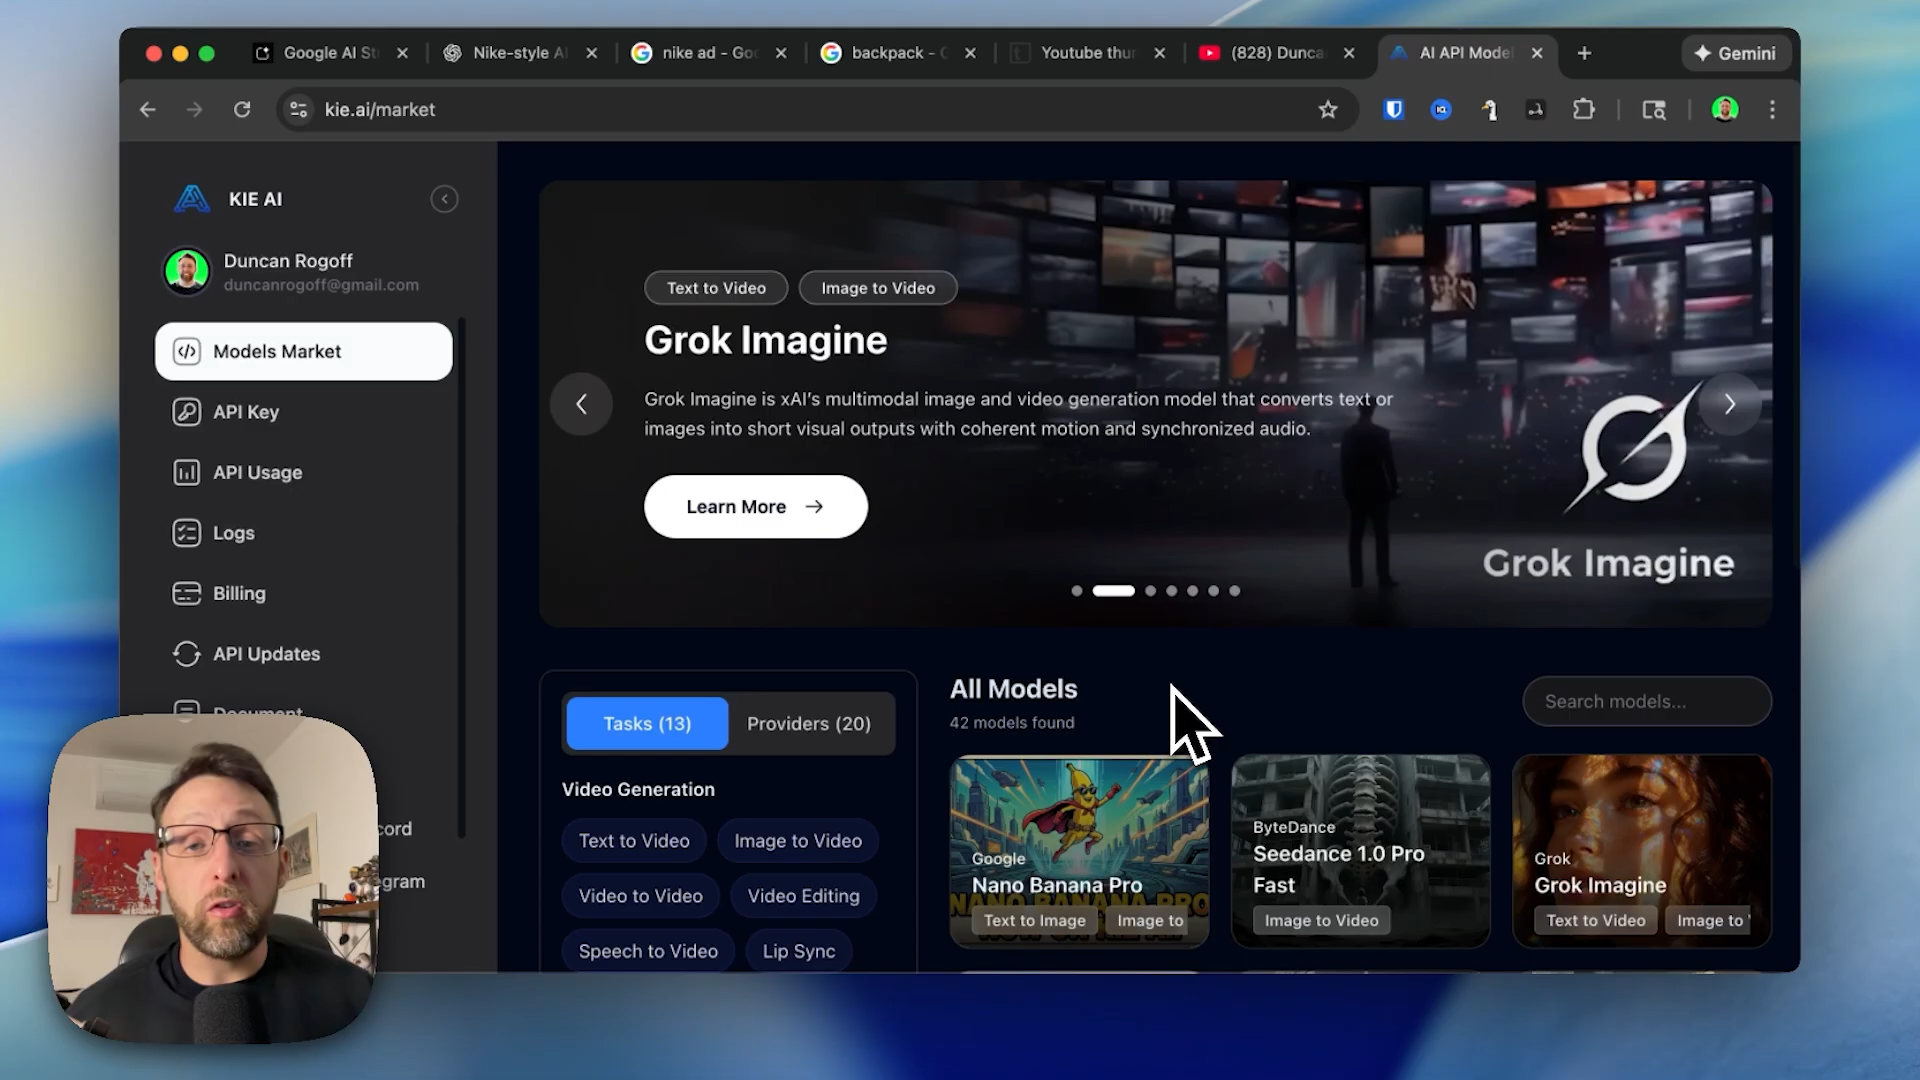 Google AI St
Nike-style A
nike ad - Goo
backpack - G
Youtube thur
(828) Dunca
AI API Model
Gemini
kie.ai/market
KIE AI
Duncan Rogoff
duncanrogoff@gmail.com
Models Market
API Key
API Usage
Logs
Billing
API Updates
Document
cord
egram
Text to Video
Image to Video
Grok Imagine
Grok Imagine is xAI's multimodal image and video generation model that converts text or
images into short visual outputs with coherent motion and synchronized audio.
Learn More
Grok Imagine
Tasks (13)
Providers (20)
Video Generation
Text to Video
Image to Video
Video to Video
Video Editing
Speech to Video
Lip Sync
All Models
42 models found
Search models...
Google
Nano Banana Pro
Text to Image
Image to
ByteDance
Seedance 1.0 Pro
Fast
Image to Video
Grok
Grok Imagine
Text to Video
Image to